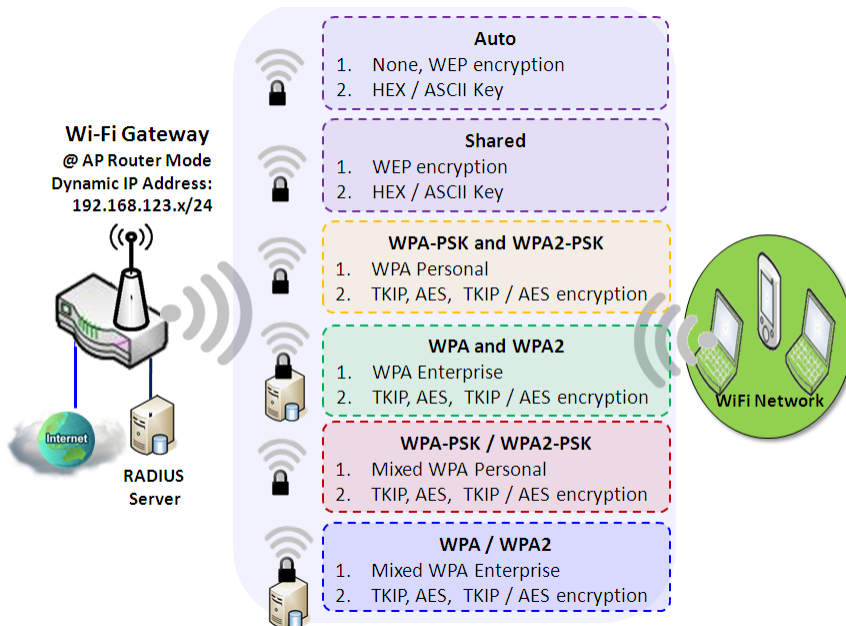 Wi-Fi Gateway
@ AP Router Mode
Dynamic IP Address:
192.168.123.x/24
Internet
RADIUS
Server
Auto
1. None, WEP encryption
2. HEX / ASCII Key
Shared
1. WEP encryption
2. HEX / ASCII Key
WPA-PSK and WPA2-PSK
1. WPA Personal
2. TKIP, AES, TKIP / AES encryption
WPA and WPA2
1. WPA Enterprise
2. TKIP, AES, TKIP / AES encryption
WPA-PSK / WPA2-PSK
1. Mixed WPA Personal
2. TKIP, AES, TKIP / AES encryption
WPA / WPA2
1. Mixed WPA Enterprise
2. TKIP, AES, TKIP / AES encryption
WiFi Network